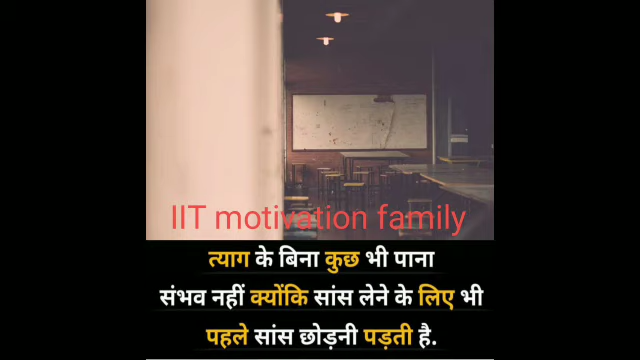 IIT motivation family
त्याग के बिना कुछ भी पाना
संभव नहीं क्योंकि सांस लेने के लिए भी
पहले सांस छोड़नी पड़ती है.